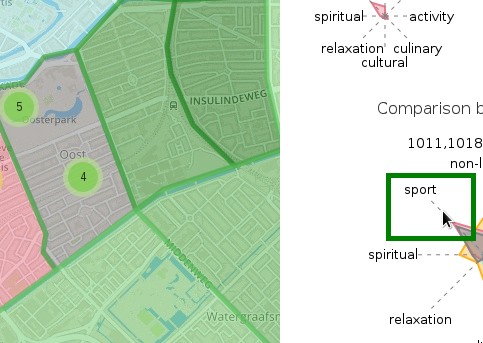 KADE
5
Oosterpark
Oost
4
INSULINDEWEG
MIDDENWEG
Watergraafsm
spiritual
activity
relaxation
culinary
cultural
Comparison b
1011,1018
non-l
sport
spiritual
relaxation